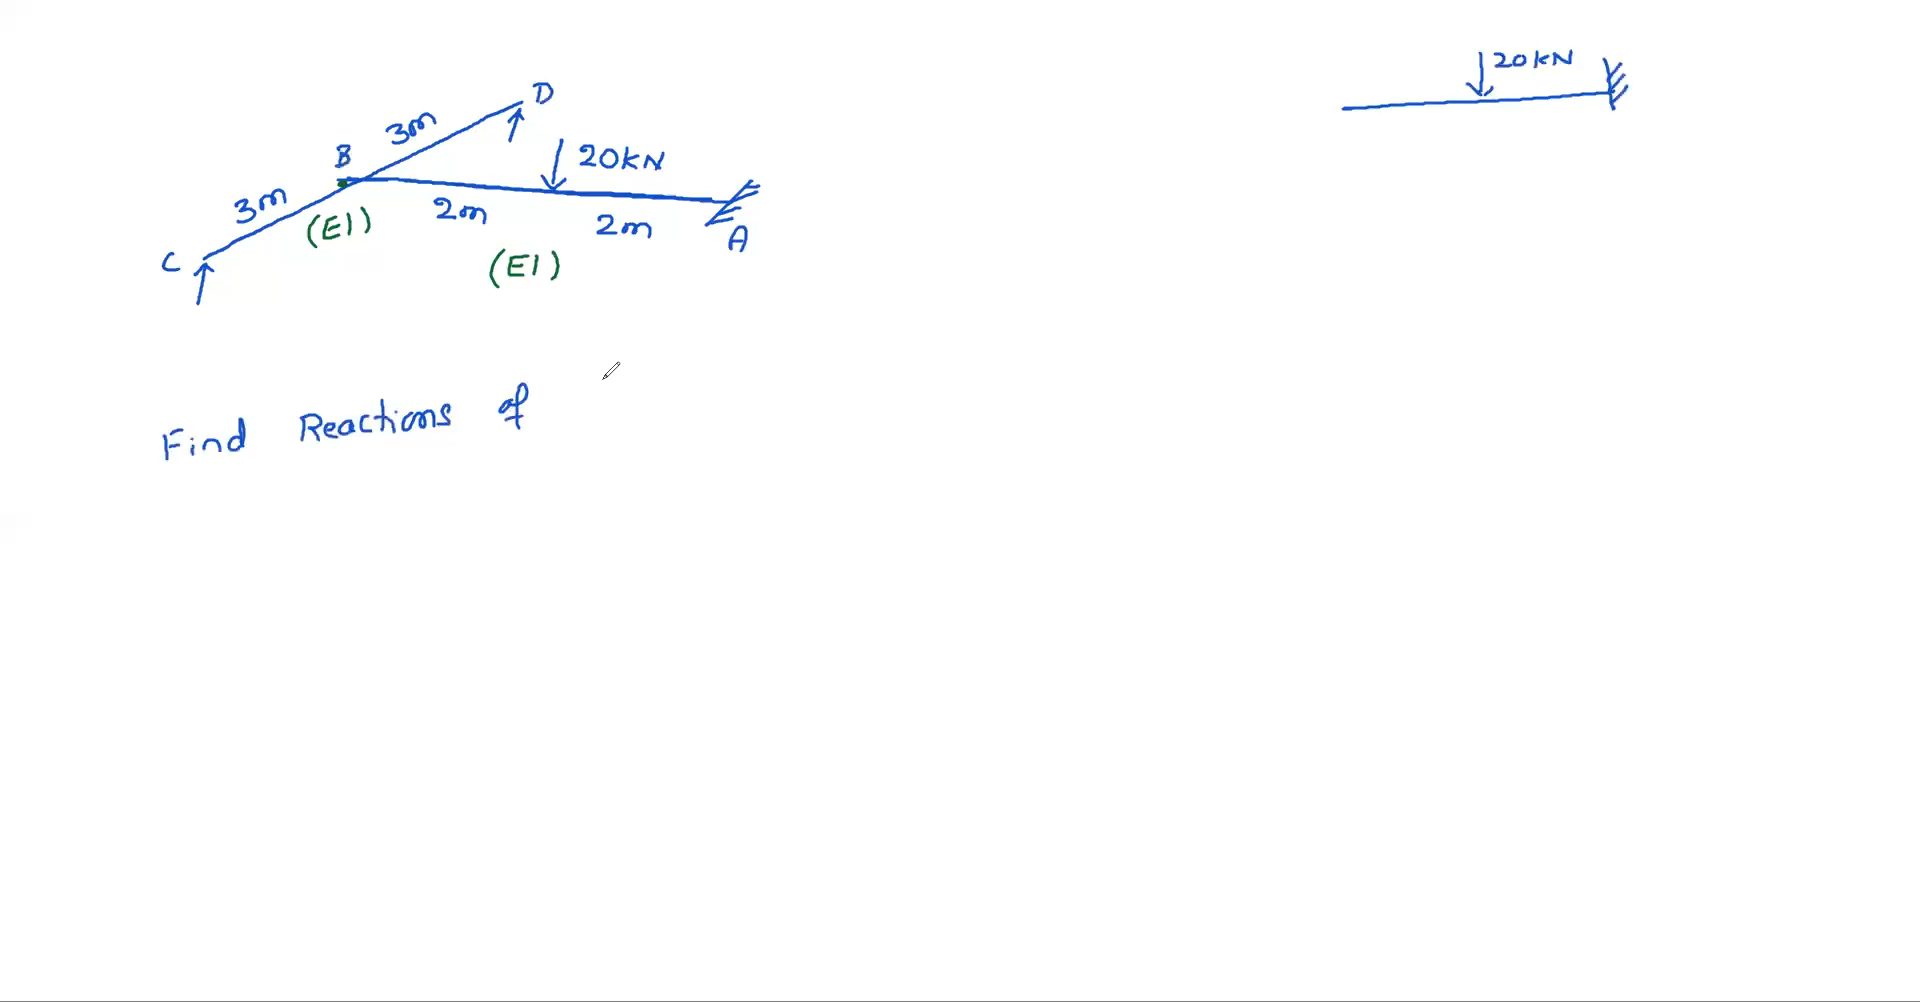 D
20kN
3m
B
20kN
3m
2m
(EI)
2m
A
C
(EI)
Find Reactions of